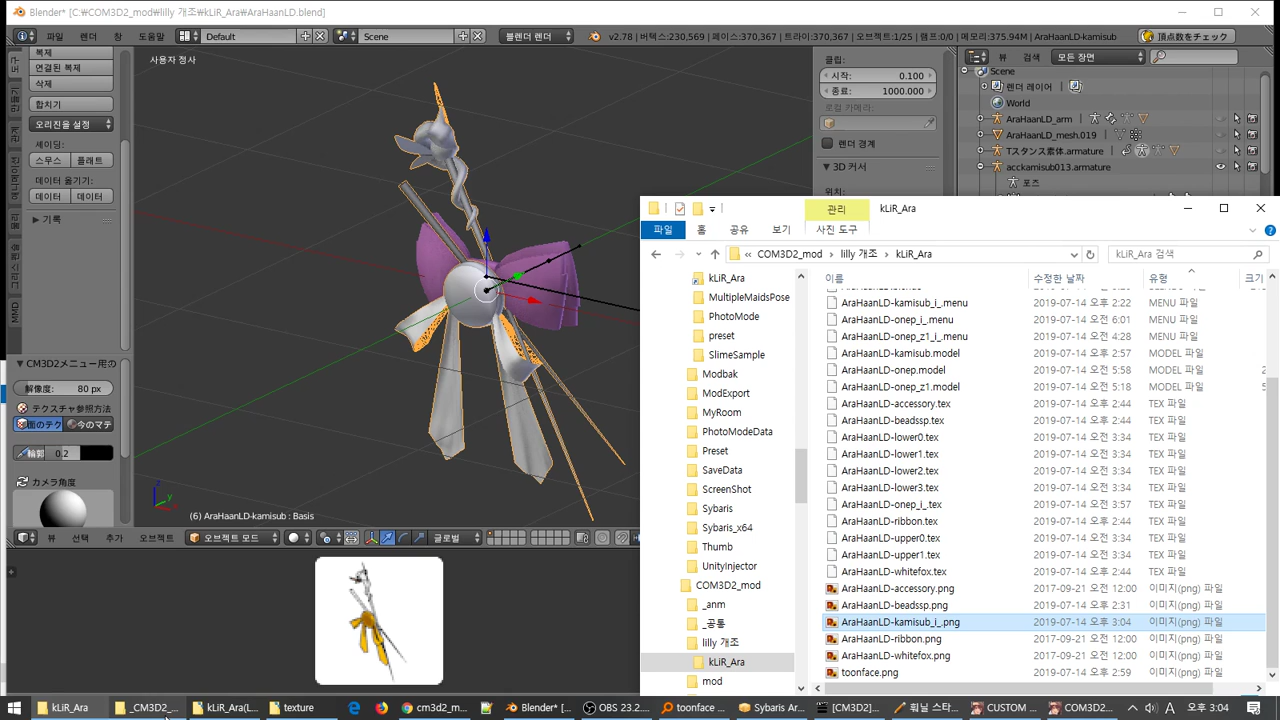 Blender* [C:₩COM3D2_mod₩lilly 개조₩kLiR_Ara₩AraHaanLD.blend]
파일 렌더 창 도움말 Default Scene 블렌더 렌더 v2.78 | 버텍스:230,569 | 페이스:370,367 | 트라이:370,367 | 오브젝트:1/25 | 램프:0/0 | 메모리:375.94M | AraHaanLD-kamisub 頂点数をチェック
복제
연결된 복제
삭제
합치기
오리진을 설정
셰이딩:
스무스 플래트
데이터 옮기기:
데이터 데이터
▶ 기록
CM3D2メニュー用の
解像度: 80 px
テクスチャ参照方法
面のテク 今のマテ
輪郭 0.2
カメラ角度
사용자 정사
(6) AraHaanLD-kamisub : Basis
뷰 선택 추가 오브젝트 오브젝트 모드 글로벌
클립:
시작: 0.100
종료: 1000.000
로컬 카메라:
렌더 경계
▼ 3D 커서
위치:
뷰 검색 모든 장면
Scene
렌더 레이어
World
AraHaanLD_arm
AraHaanLD_mesh.019
Tスタンス素体.armature
acckamisub013.armature
포즈
관리 kLiR_Ara
파일 홈 공유 보기 사진 도구
« COM3D2_mod › lilly 개조 › kLiR_Ara kLiR_Ara 검색
이름 수정한 날짜 유형 크기
kLiR_Ara
MultipleMaidsPose
PhotoMode
preset
SlimeSample
Modbak
ModExport
MyRoom
PhotoModeData
Preset
SaveData
ScreenShot
Sybaris
Sybaris_x64
Thumb
UnityInjector
COM3D2_mod
_anm
_공통
lilly 개조
kLiR_Ara
mod
AraHaanLD-kamisub_i_.menu 2019-07-14 오후 2:22 MENU 파일
AraHaanLD-onep_i_.menu 2019-07-14 오전 6:01 MENU 파일
AraHaanLD-onep_z1_i_.menu 2019-07-14 오후 4:28 MENU 파일
AraHaanLD-kamisub.model 2019-07-14 오후 2:57 MODEL 파일
AraHaanLD-onep.model 2019-07-14 오전 5:58 MODEL 파일
AraHaanLD-onep_z1.model 2019-07-14 오전 5:18 MODEL 파일
AraHaanLD-accessory.tex 2019-07-14 오후 2:44 TEX 파일
AraHaanLD-beadssp.tex 2019-07-14 오후 2:44 TEX 파일
AraHaanLD-lower0.tex 2019-07-14 오전 3:34 TEX 파일
AraHaanLD-lower1.tex 2019-07-14 오전 3:34 TEX 파일
AraHaanLD-lower2.tex 2019-07-14 오전 3:34 TEX 파일
AraHaanLD-lower3.tex 2019-07-14 오전 3:34 TEX 파일
AraHaanLD-onep_i_.tex 2019-07-14 오전 3:57 TEX 파일
AraHaanLD-ribbon.tex 2019-07-14 오후 2:44 TEX 파일
AraHaanLD-upper0.tex 2019-07-14 오전 3:34 TEX 파일
AraHaanLD-upper1.tex 2019-07-14 오전 3:34 TEX 파일
AraHaanLD-whitefox.tex 2019-07-14 오후 2:44 TEX 파일
AraHaanLD-accessory.png 2017-09-21 오전 12:00 이미지(png) 파일
AraHaanLD-beadssp.png 2019-07-14 오후 2:31 이미지(png) 파일
AraHaanLD-kamisub_i_.png 2019-07-14 오후 3:04 이미지(png) 파일
AraHaanLD-ribbon.png 2017-09-21 오전 12:00 이미지(png) 파일
AraHaanLD-whitefox.png 2017-09-21 오전 12:00 이미지(png) 파일
toonface.png 2019-07-14 오후 2:59 이미지(png) 파일
kLiR_Ara _CM3D2_... kLiR_Ara(L... texture cm3d2_mo... Blender* [... OBS 23.2.... toonface ... Sybaris Ar... [CM3D2]... 훠닐 스타... CUSTOM ... COM3D2 ... A 오후 3:04